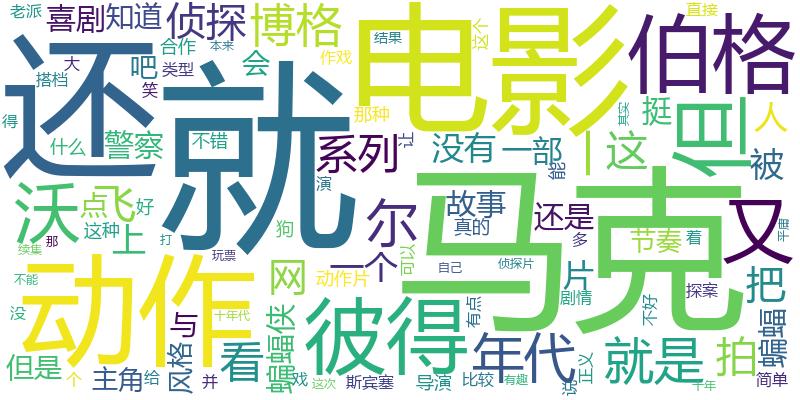 老派
喜剧
知道
侦探
博格
电影
直接
伯格
还
就
搭档
大
合作
类型
本来
笑
吧
会
结果
作戏
这个
那种
得
什么
警察
不错
系列
让
没有
一部
能
其实
挺
这
但
人
被
演
沃
点
飞
好
这种
上
那
打
续集
狗
玩票
尔
一个
故事
真的
还是
多
马克
节奏
着
又
平庸
不能
没
十年代
动作
网
动作片
可以
自己
侦探片
片
剧情
不好
探案
把
与
蝙蝠侠
彼得
有点
年代
就是
拍
蝙蝠
但是
个
主角
给
风格
并
看
戏
这次
斯宾塞
导演
比较
有趣
说
正义
十年
简单